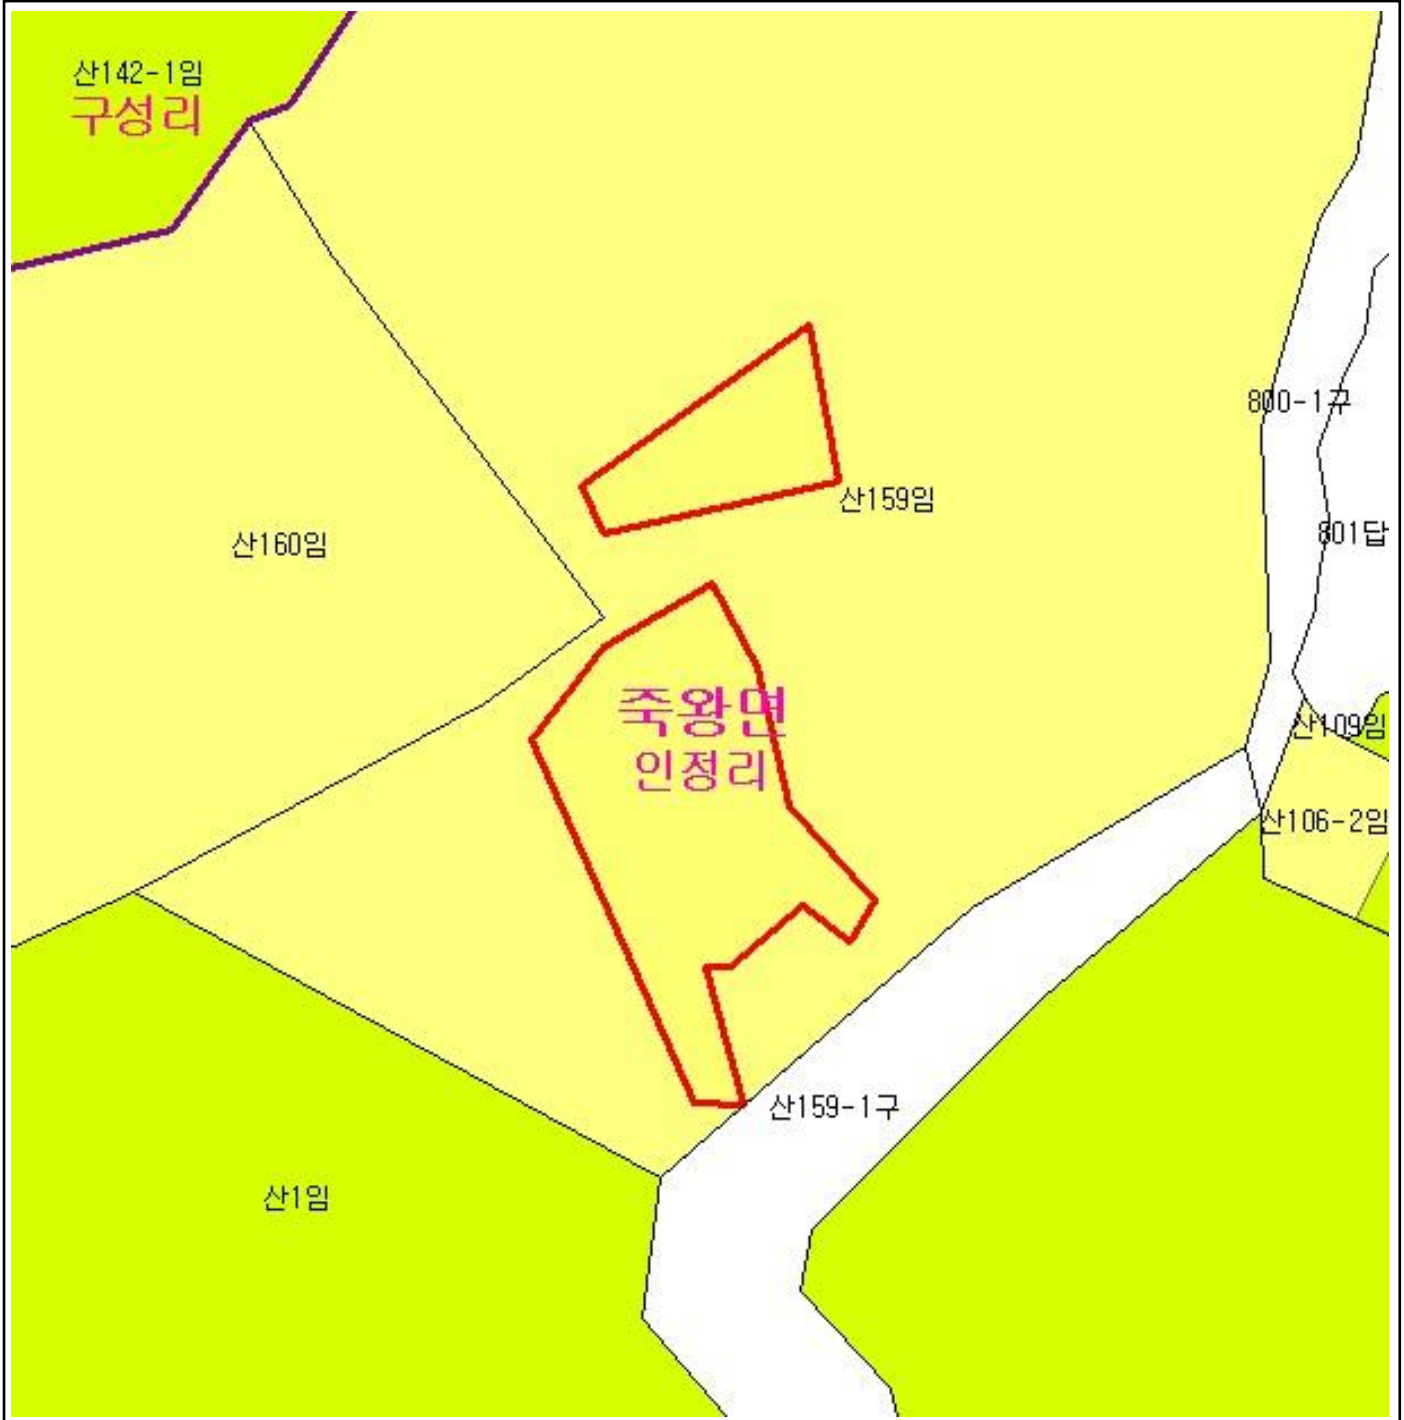 산142-1임
구성리
800-1구
산159임
801답
산160임
죽왕면
산109임
인정리
산106-2임
산159-1구
산1임